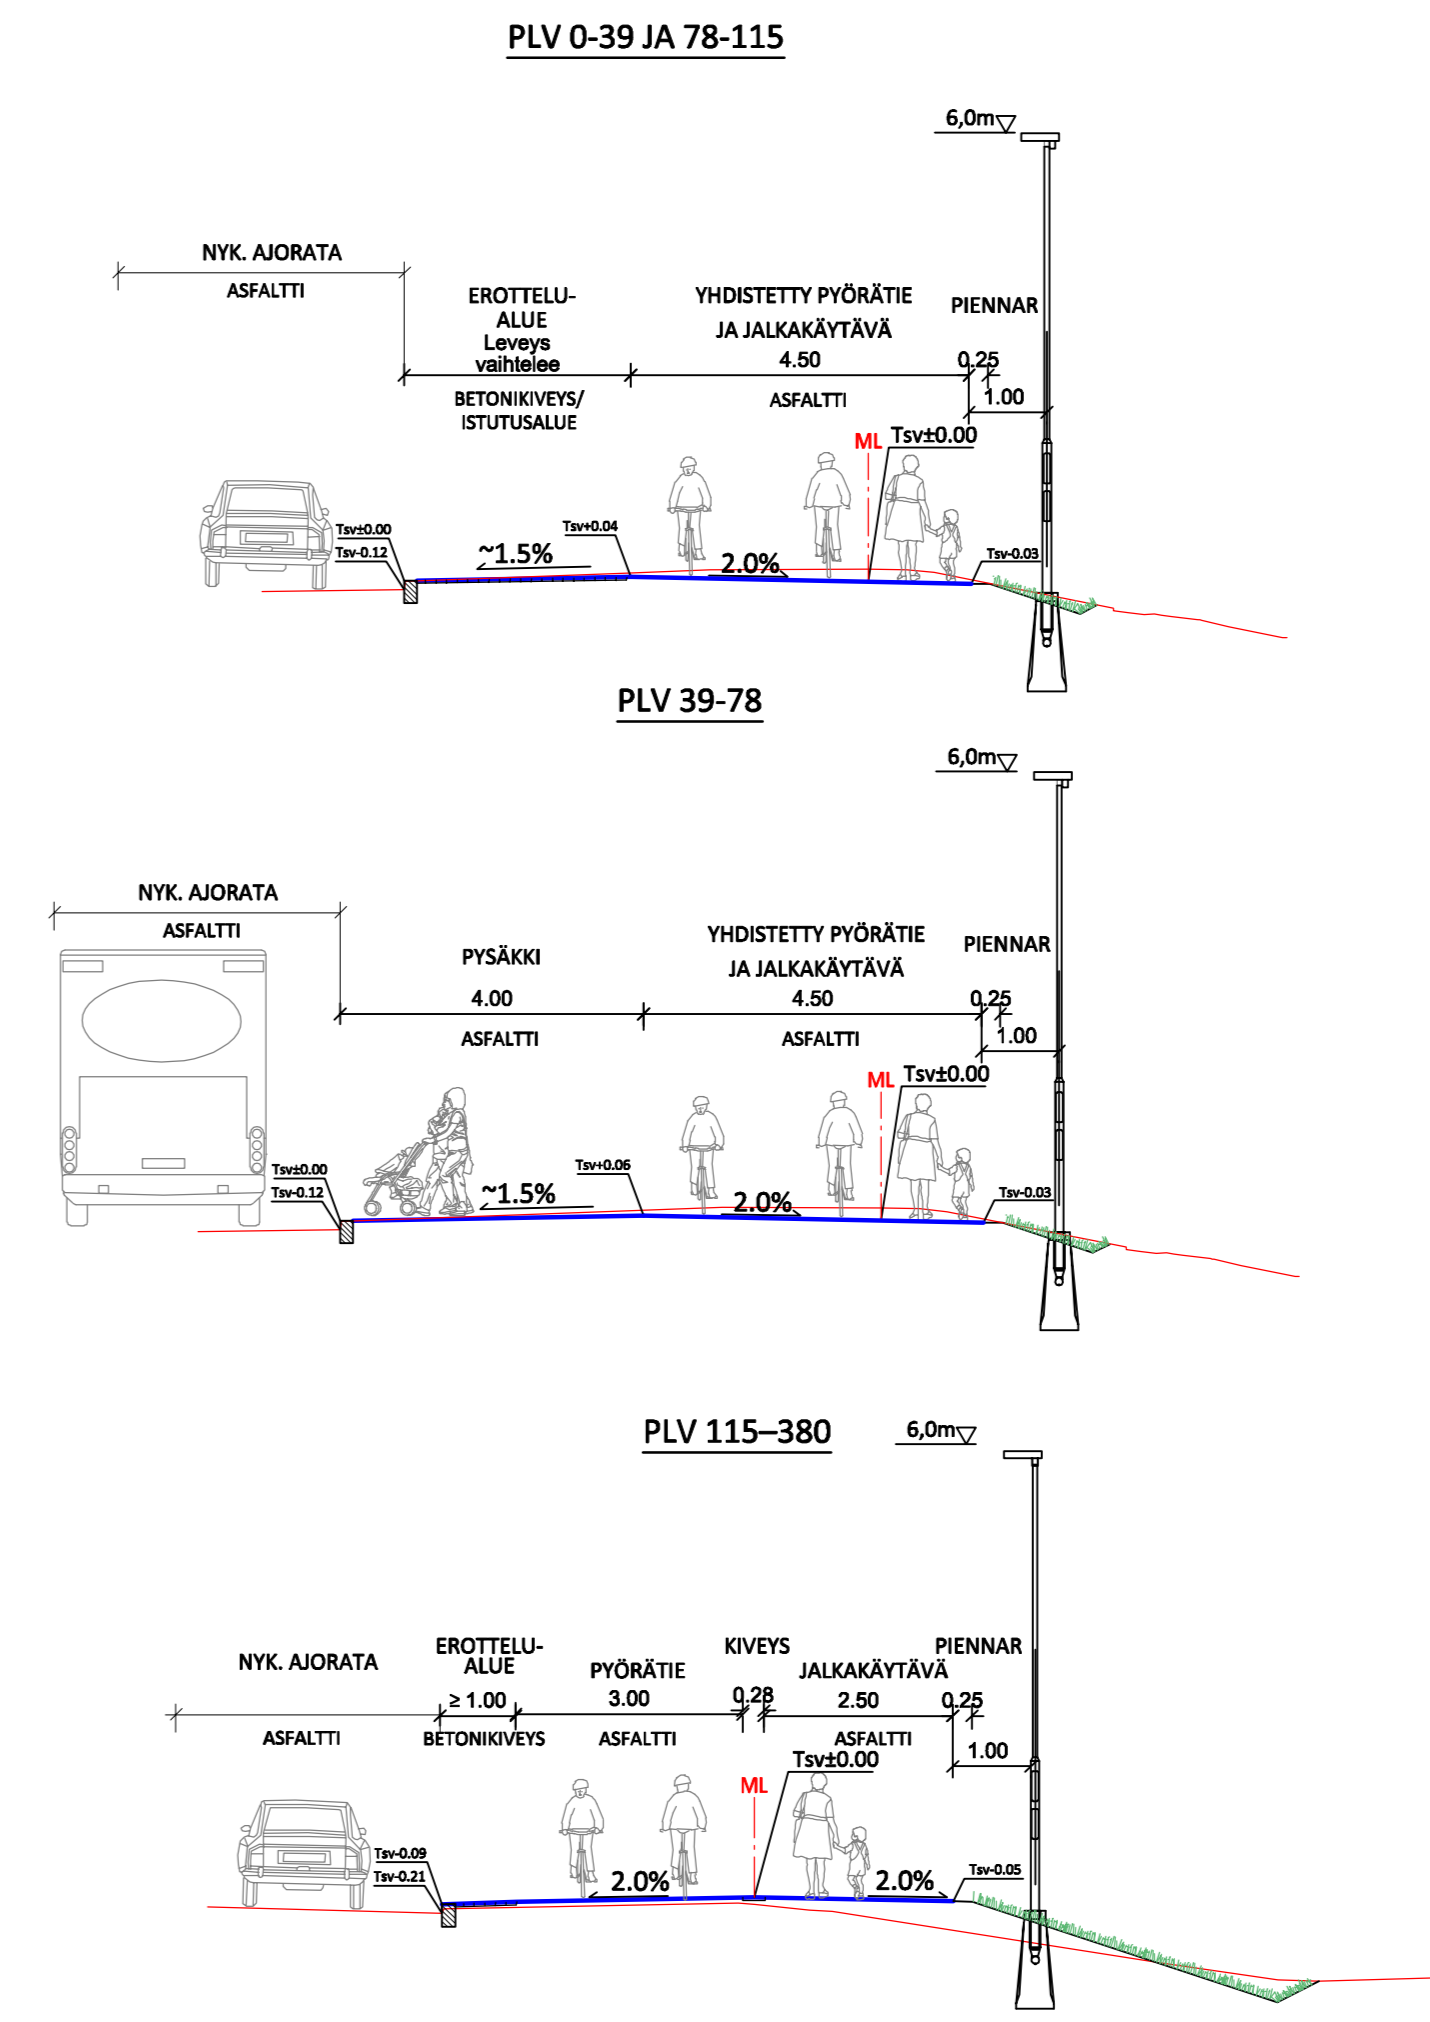 PLV 0-39 JA 78-115
6,0m
NYK. AJORATA
ASFALTTI
EROTTELU-
ALUE
Leveys
vaihtelee
BETONIKIVEYS/
ISTUTUSALUE
YHDISTETTY PYÖRÄTIE
JA JALKAKÄYTÄVÄ
4.50
ASFALTTI
PIENNAR
0.25
1.00
ML
Tsv±0.00
Tsv±0.00
Tsv-0.12
~1.5%
Tsv+0.04
2.0%
Tsv-0.03
PLV 39-78
6,0m
NYK. AJORATA
ASFALTTI
PYSÄKKI
4.00
ASFALTTI
YHDISTETTY PYÖRÄTIE
JA JALKAKÄYTÄVÄ
4.50
ASFALTTI
PIENNAR
0.25
1.00
ML
Tsv±0.00
Tsv±0.00
Tsv-0.12
~1.5%
Tsv+0.06
2.0%
Tsv-0.03
PLV 115–380
6,0m
NYK. AJORATA
ASFALTTI
EROTTELU-
ALUE
≥ 1.00
BETONIKIVEYS
PYÖRÄTIE
3.00
ASFALTTI
KIVEYS
0.28
JALKAKÄYTÄVÄ
2.50
ASFALTTI
PIENNAR
0.25
1.00
ML
Tsv±0.00
Tsv-0.09
Tsv-0.21
2.0%
2.0%
Tsv-0.05